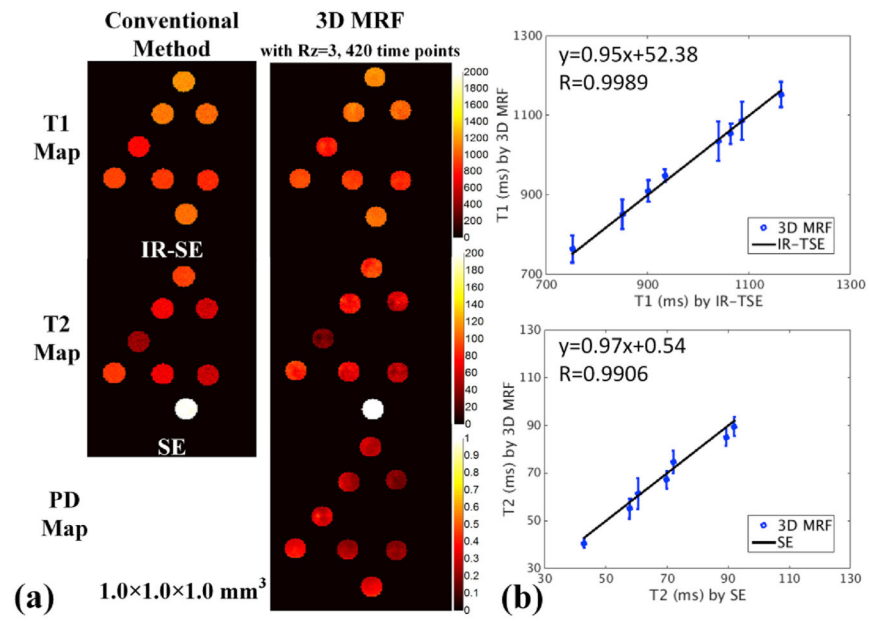 Conventional
Method
3D MRF
with Rz=3, 420 time points
T1
Map
IR-SE
2000
1800
1600
1400
1200
1000
800
600
400
200
0
T2
Map
SE
200
180
160
140
120
100
80
60
40
20
0
PD
Map
1
0.9
0.8
0.7
0.6
0.5
0.4
0.3
0.2
0.1
0
1.0×1.0×1.0 mm³
(a)
y=0.95x+52.38
R=0.9989
T1 (ms) by 3D MRF
1300
1100
900
700
3D MRF
IR-TSE
700 900 1100 1300
T1 (ms) by IR-TSE
y=0.97x+0.54
R=0.9906
T2 (ms) by 3D MRF
130
110
90
70
50
30
3D MRF
SE
30 50 70 90 110 130
T2 (ms) by SE
(b)